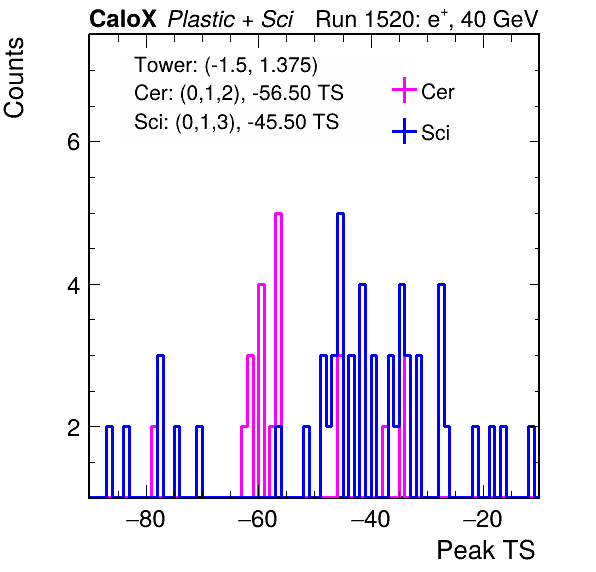 CaloX Plastic + Sci Run 1520: e+, 40 GeV
Counts
Tower: (-1.5, 1.375)
Cer: (0,1,2), -56.50 TS
Sci: (0,1,3), -45.50 TS
Cer
Sci
6
4
2
−80 −60 −40 −20
Peak TS